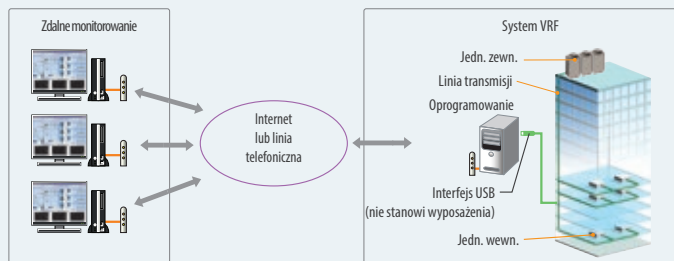 Zdalne monitorowanie
System VRF
Jedn. zewn.
Linia transmisji
Oprogramowanie
Internet
lub linia
telefoniczna
Interfejs USB
(nie stanowi wyposażenia)
Jedn. wewn.